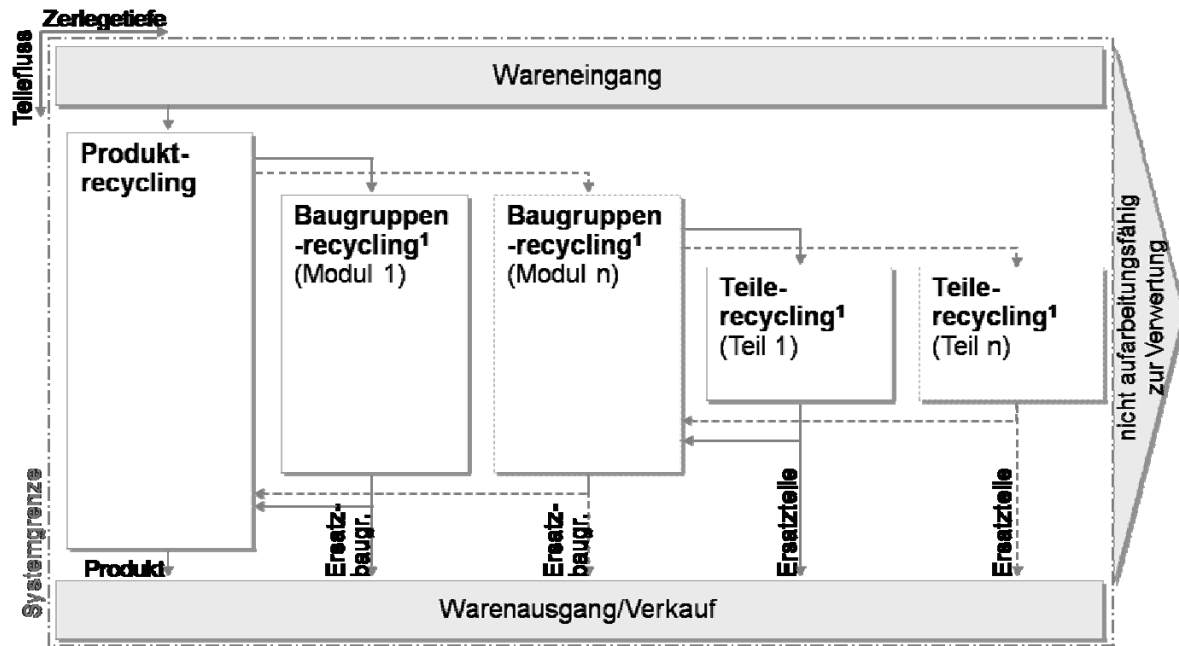 Zerlegetiefe
Teilefluss
Wareneingang
Produkt-
recycling
Baugruppen
-recycling¹
(Modul 1)
Baugruppen
-recycling¹
(Modul n)
Teile-
recycling¹
(Teil 1)
Teile-
recycling¹
(Teil n)
nicht aufarbeitungsfähig
zur Verwertung
Systemgrenze
Produkt
Ersatz-
baugr.
Ersatz-
baugr.
Ersatzteile
Ersatzteile
Warenausgang/Verkauf